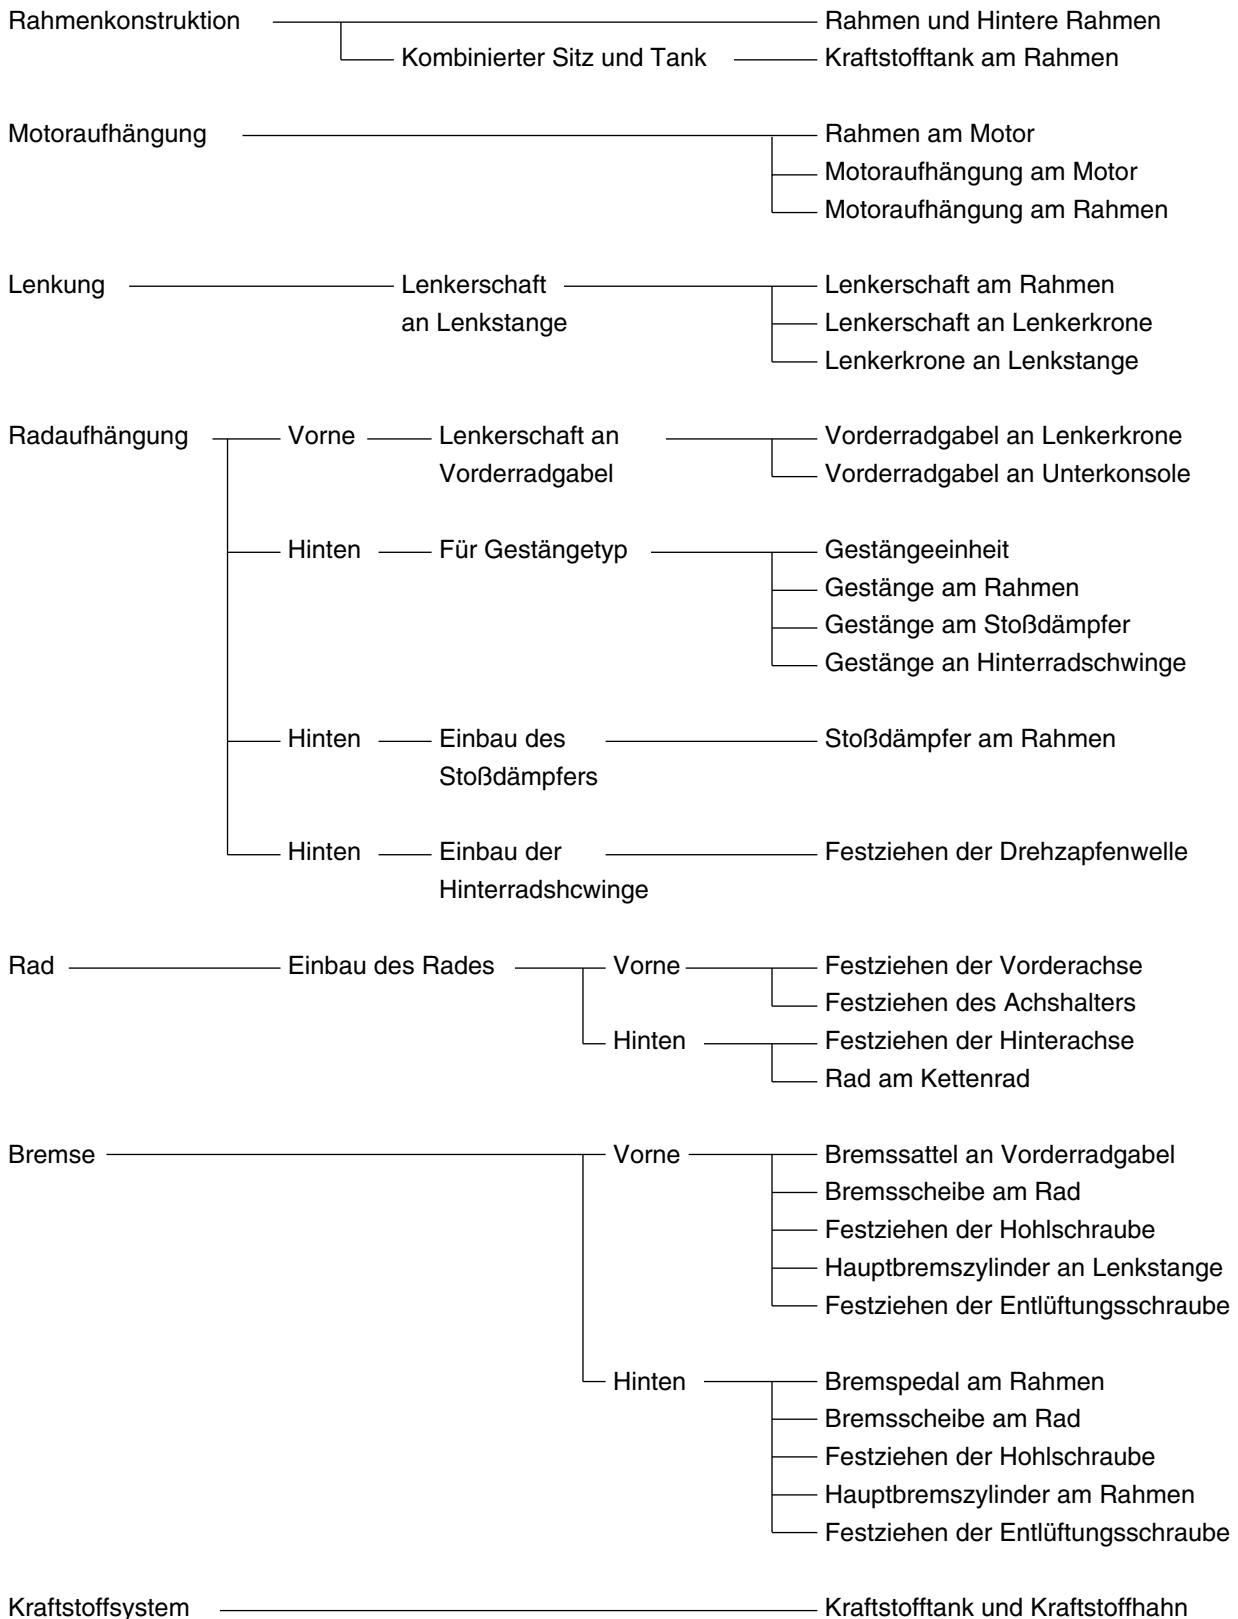 Rahmenkonstruktion Rahmen und Hintere Rahmen
Kombinierter Sitz und Tank Kraftstofftank am Rahmen
Motoraufhängung Rahmen am Motor
Motoraufhängung am Motor
Motoraufhängung am Rahmen
Lenkung Lenkerschaft Lenkerschaft am Rahmen
an Lenkstange Lenkerschaft an Lenkerkrone
Lenkerkrone an Lenkstange
Radaufhängung Vorne Lenkerschaft an Vorderradgabel an Lenkerkrone
Vorderradgabel Vorderradgabel an Unterkonsole
Hinten Für Gestängetyp Gestängeeinheit
Gestänge am Rahmen
Gestänge am Stoßdämpfer
Gestänge an Hinterradschwinge
Hinten Einbau des Stoßdämpfer am Rahmen
Stoßdämpfers
Hinten Einbau der Festziehen der Drehzapfenwelle
Hinterradshcwinge
Rad Einbau des Rades Vorne Festziehen der Vorderachse
Festziehen des Achshalters
Hinten Festziehen der Hinterachse
Rad am Kettenrad
Bremse Vorne Bremssattel an Vorderradgabel
Bremsscheibe am Rad
Festziehen der Hohlschraube
Hauptbremszylinder an Lenkstange
Festziehen der Entlüftungsschraube
Hinten Bremspedal am Rahmen
Bremsscheibe am Rad
Festziehen der Hohlschraube
Hauptbremszylinder am Rahmen
Festziehen der Entlüftungsschraube
Kraftstoffsystem Kraftstofftank und Kraftstoffhahn